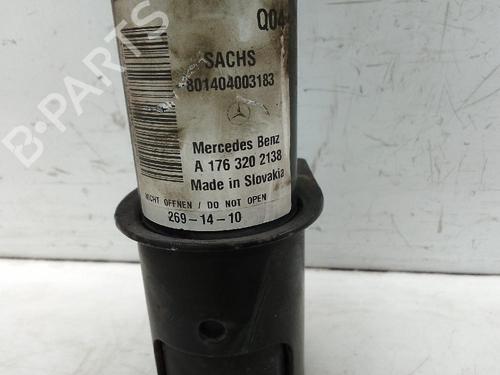 Q04
SACHS
801404003183
Mercedes Benz
A 176 320 2138
Made in Slovakia
NICHT ÖFFNEN / DO NOT OPEN
269-14-10
B-PARTS